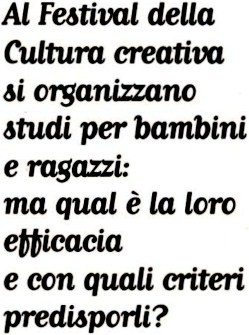 Al Festival della
Cultura creativa
si organizzano
studi per bambini
e ragazzi:
ma qual è la loro
efficacia
e con quali criteri
predisporli?